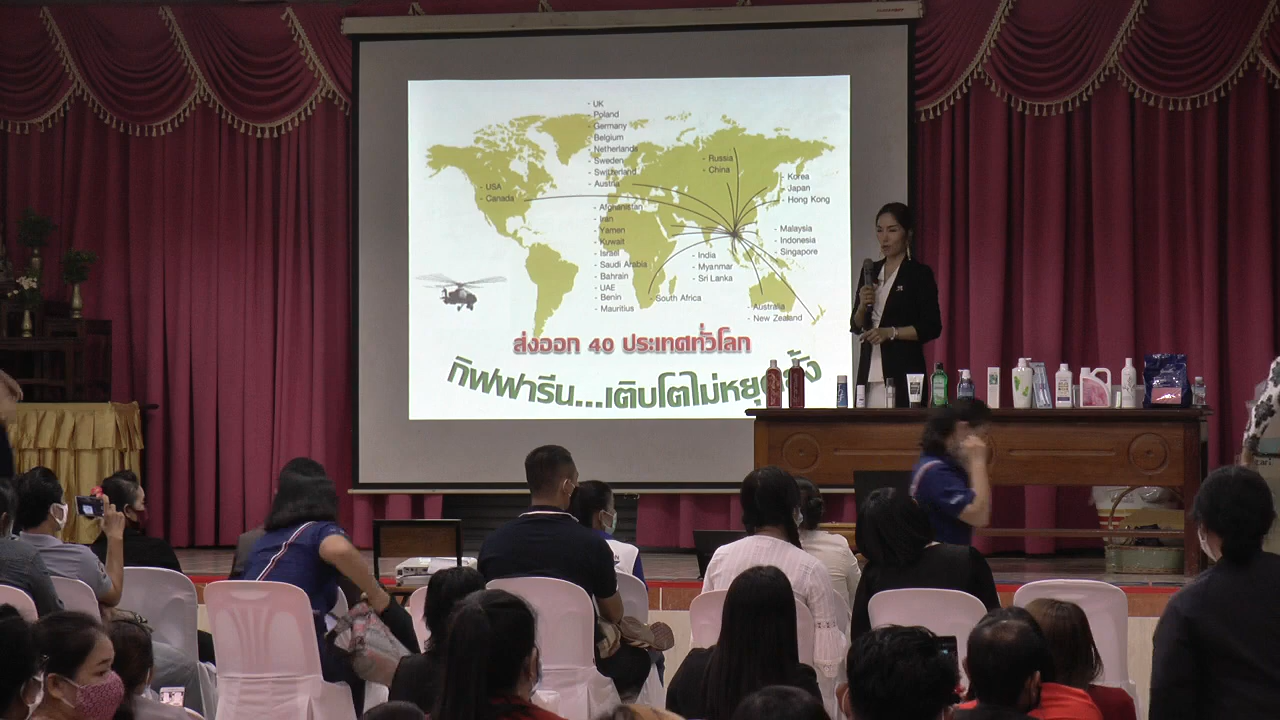 - UK
- Poland
- Germany
- Belgium
- Netherlands
- Sweden
- Switzerland
- Austria
- USA
- Canada
- Russia
- China
- Korea
- Japan
- Hong Kong
- Afghanistan
- Iran
- Yemen
- Kuwait
- Israel
- Saudi Arabia
- Bahrain
- UAE
- Benin
- Mauritius
- South Africa
- India
- Myanmar
- Sri Lanka
- Malaysia
- Indonesia
- Singapore
- Australia
- New Zealand
ส่งออก 40 ประเทศทั่วโลก
กิฟฟารีน...เติบโตไม่หยุดยั้ง